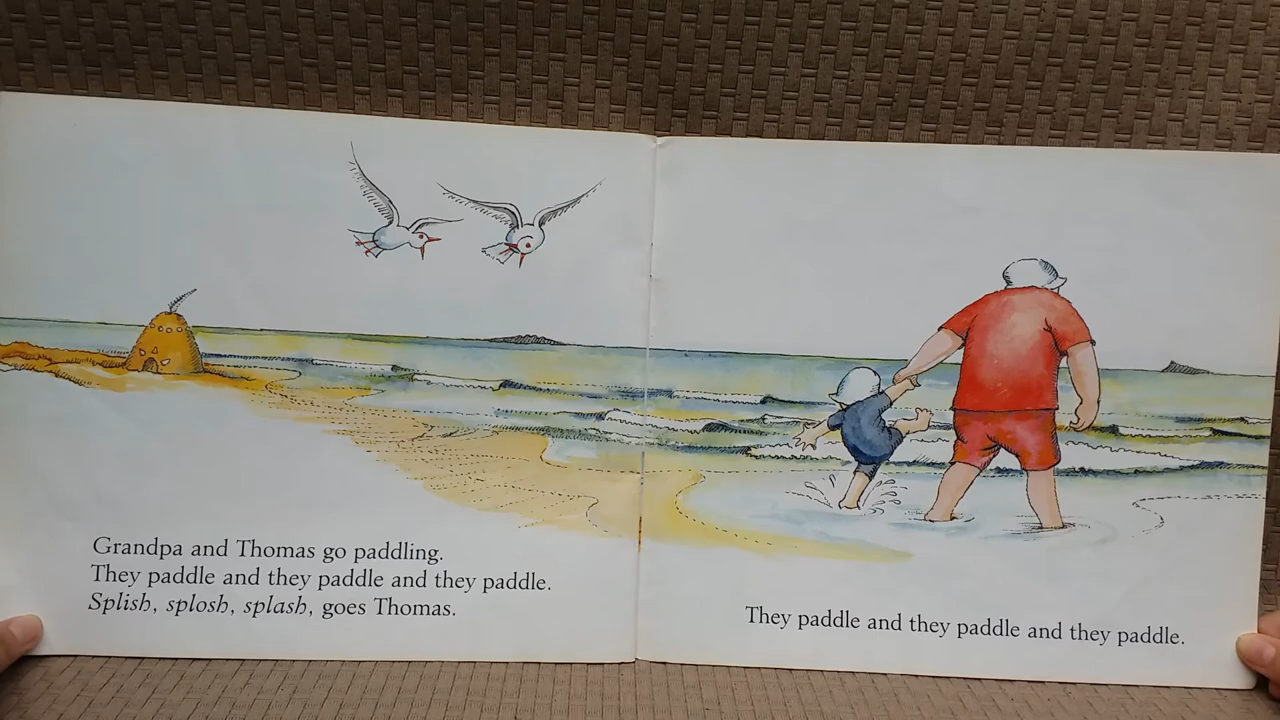 Grandpa and Thomas go paddling.
They paddle and they paddle and they paddle.
Splish, splosh, splash, goes Thomas.
They paddle and they paddle and they paddle.